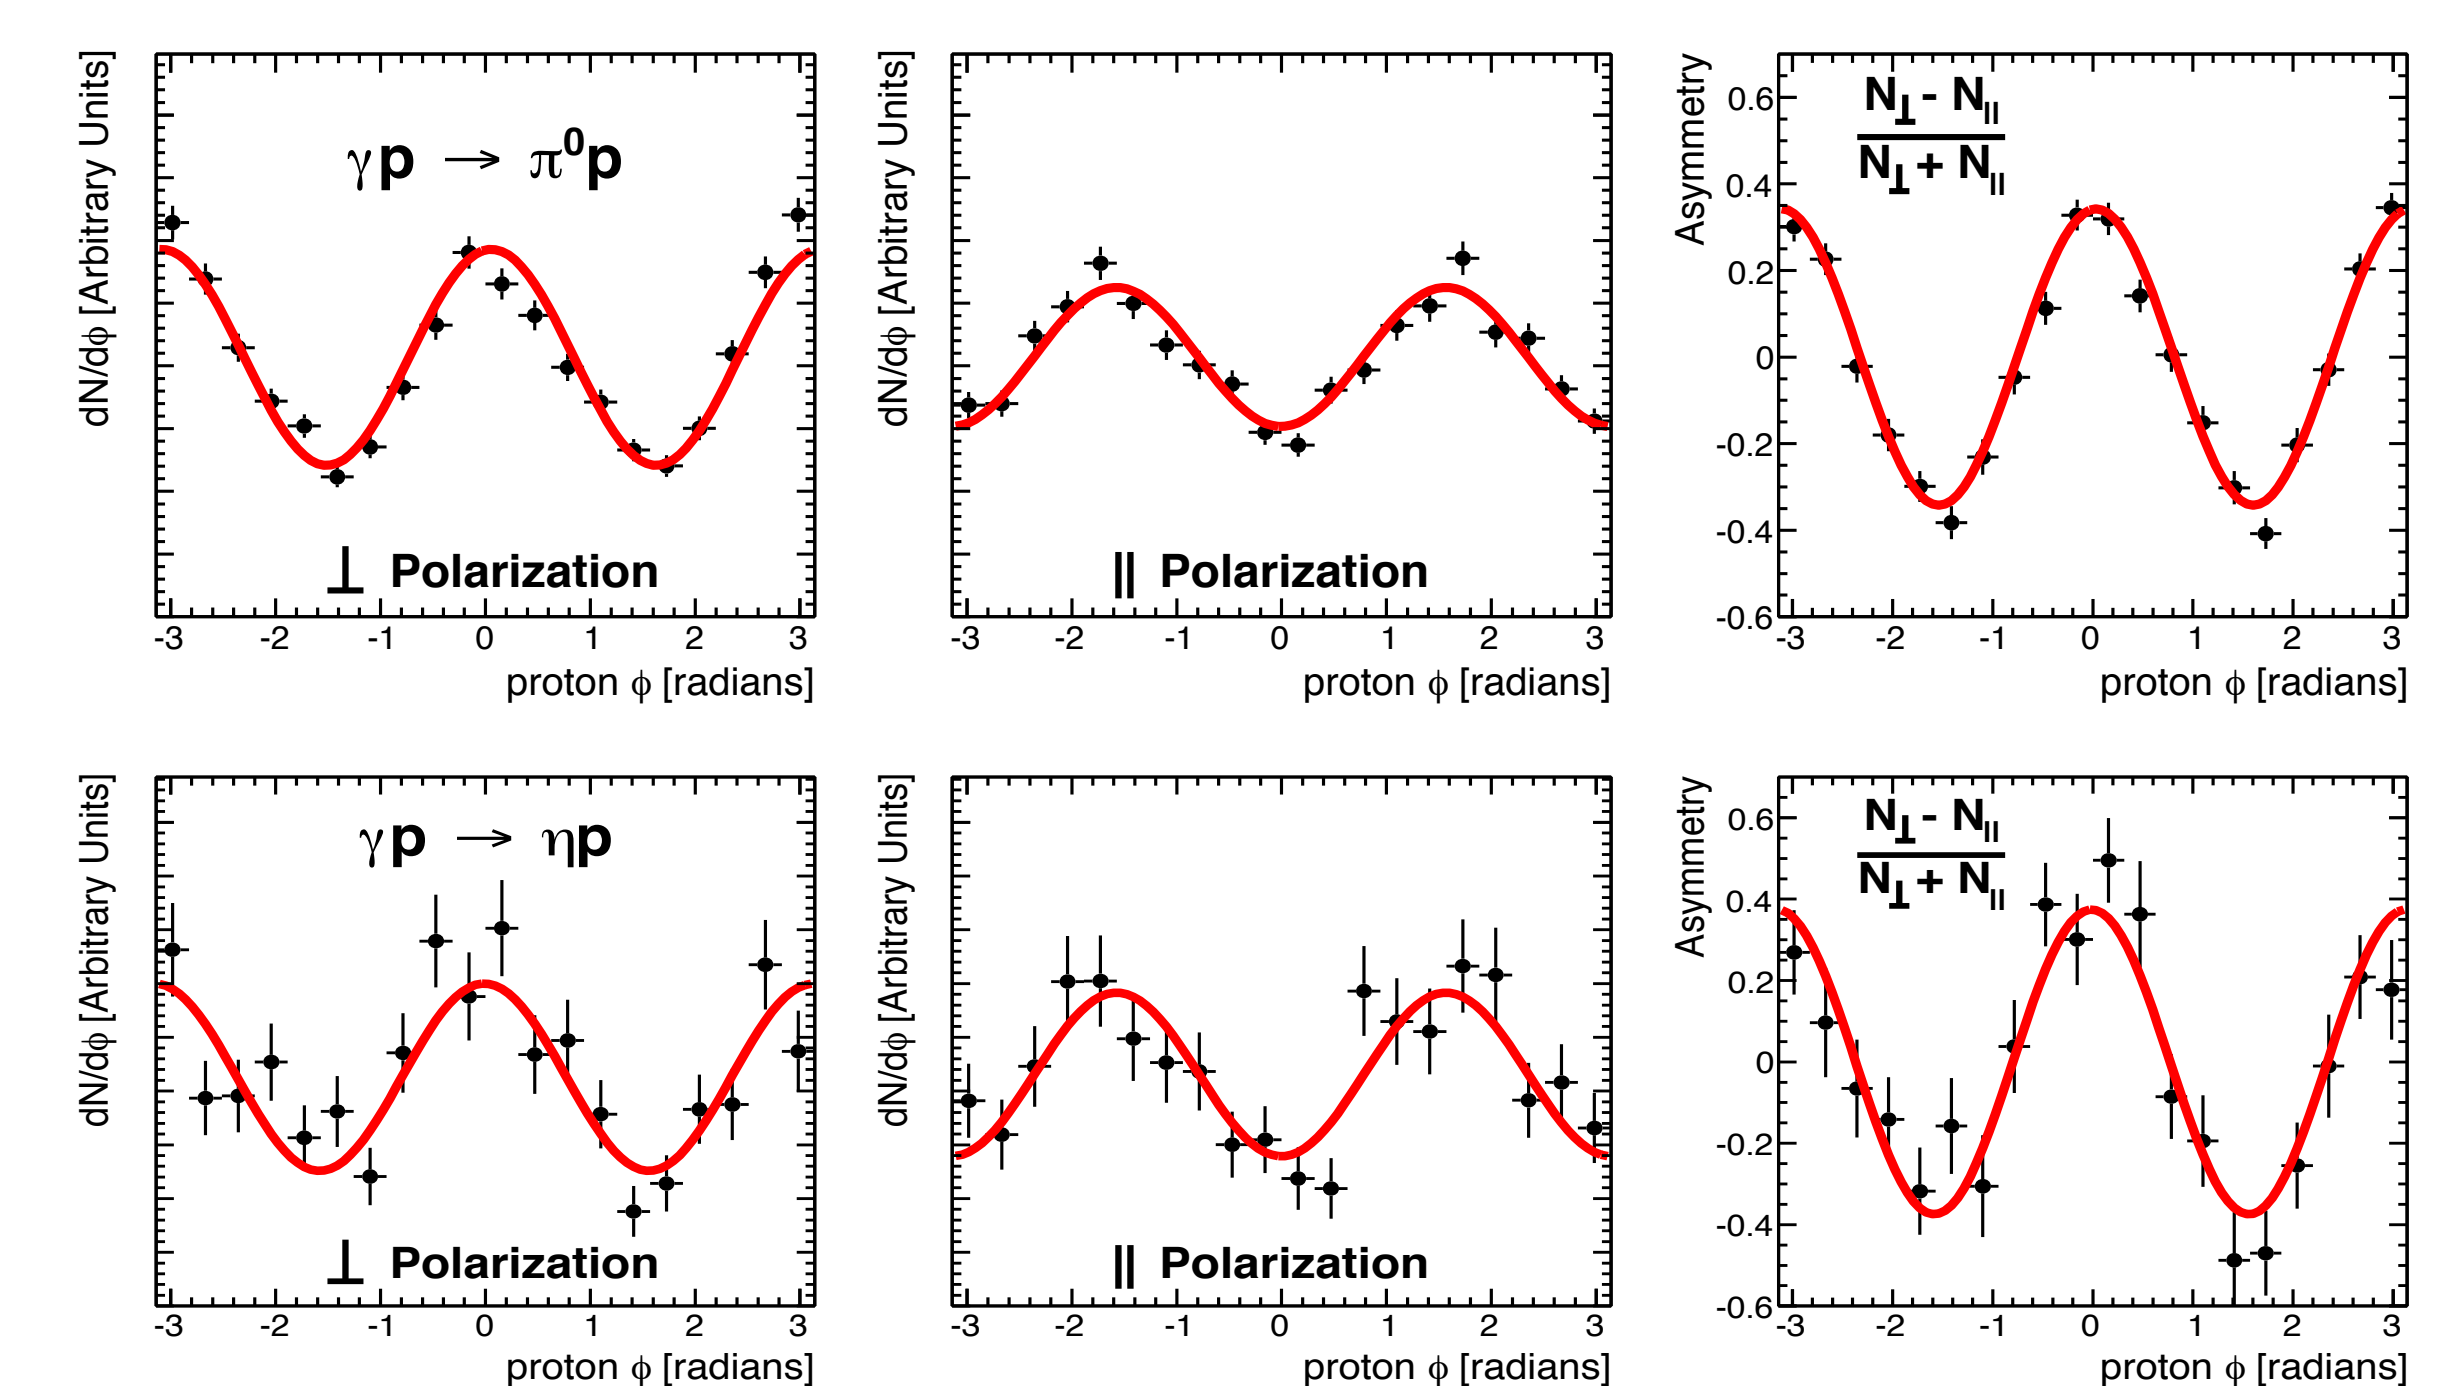 dN/dϕ [Arbitrary Units]
γp → π⁰p
⊥ Polarization
-3 -2 -1 0 1 2 3
proton ϕ [radians]
dN/dϕ [Arbitrary Units]
|| Polarization
-3 -2 -1 0 1 2 3
proton ϕ [radians]
Asymmetry
N⊥ - N||
N⊥ + N||
0.6
0.4
0.2
0
-0.2
-0.4
-0.6
-3 -2 -1 0 1 2 3
proton ϕ [radians]
dN/dϕ [Arbitrary Units]
γp → ηp
⊥ Polarization
-3 -2 -1 0 1 2 3
proton ϕ [radians]
dN/dϕ [Arbitrary Units]
|| Polarization
-3 -2 -1 0 1 2 3
proton ϕ [radians]
Asymmetry
N⊥ - N||
N⊥ + N||
0.6
0.4
0.2
0
-0.2
-0.4
-0.6
-3 -2 -1 0 1 2 3
proton ϕ [radians]